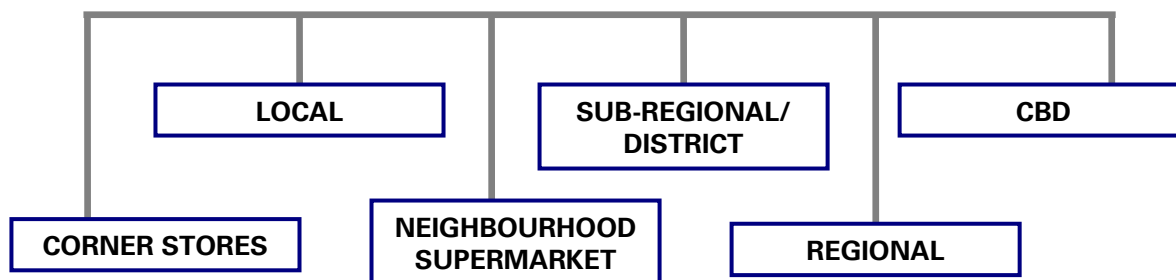 LOCAL
SUB-REGIONAL/
DISTRICT
CBD
CORNER STORES
NEIGHBOURHOOD
SUPERMARKET
REGIONAL